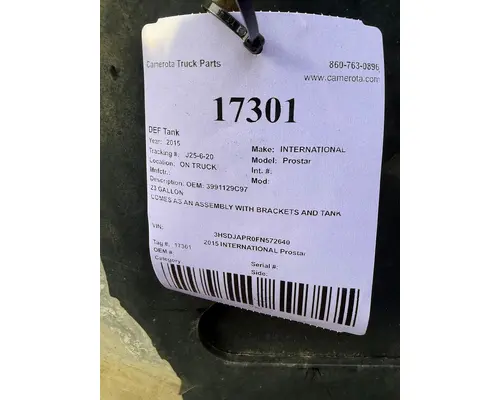 Camerota Truck Parts 860-763-0896
www.camerota.com
17301
DEF Tank
Year: 2015 Make: INTERNATIONAL
Tracking #: J25-6-20 Model: Prostar
Location: ON TRUCK Int. #:
Mnfctr.: Mod:
Description: OEM: 3991129C97
23 GALLON
COMES AS AN ASSEMBLY WITH BRACKETS AND TANK
VIN: 3HSDJAPR0FN572640
Tag #: 17301 2015 INTERNATIONAL Prostar
OEM #: Serial #:
Category: Side: